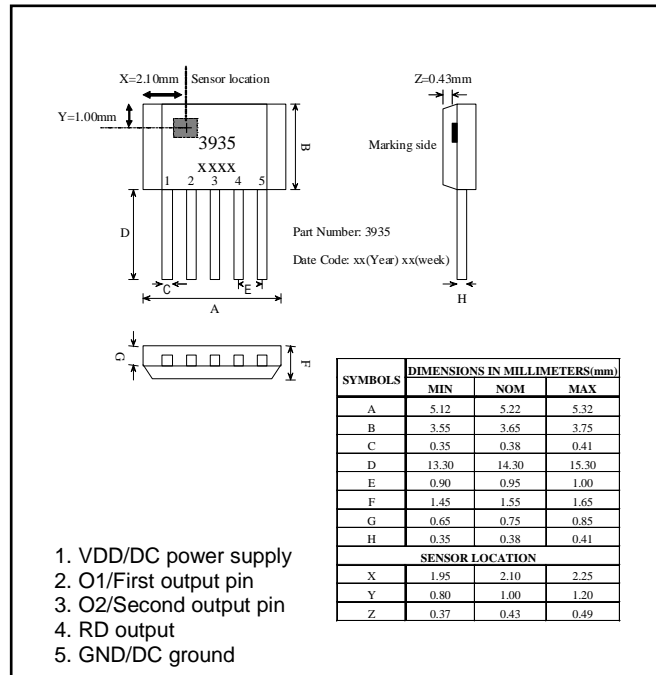 X=2.10mm Sensor location
Y=1.00mm
3935
XXXX
1 2 3 4 5
B
D
C
E
A
Z=0.43mm
Marking side
H
Part Number: 3935
Date Code: xx(Year) xx(week)
G
F
SYMBOLS DIMENSIONS IN MILLIMETERS(mm)
MIN NOM MAX
A 5.12 5.22 5.32
B 3.55 3.65 3.75
C 0.35 0.38 0.41
D 13.30 14.30 15.30
E 0.90 0.95 1.00
F 1.45 1.55 1.65
G 0.65 0.75 0.85
H 0.35 0.38 0.41
SENSOR LOCATION
X 1.95 2.10 2.25
Y 0.80 1.00 1.20
Z 0.37 0.43 0.49
1. VDD/DC power supply
2. O1/First output pin
3. O2/Second output pin
4. RD output
5. GND/DC ground